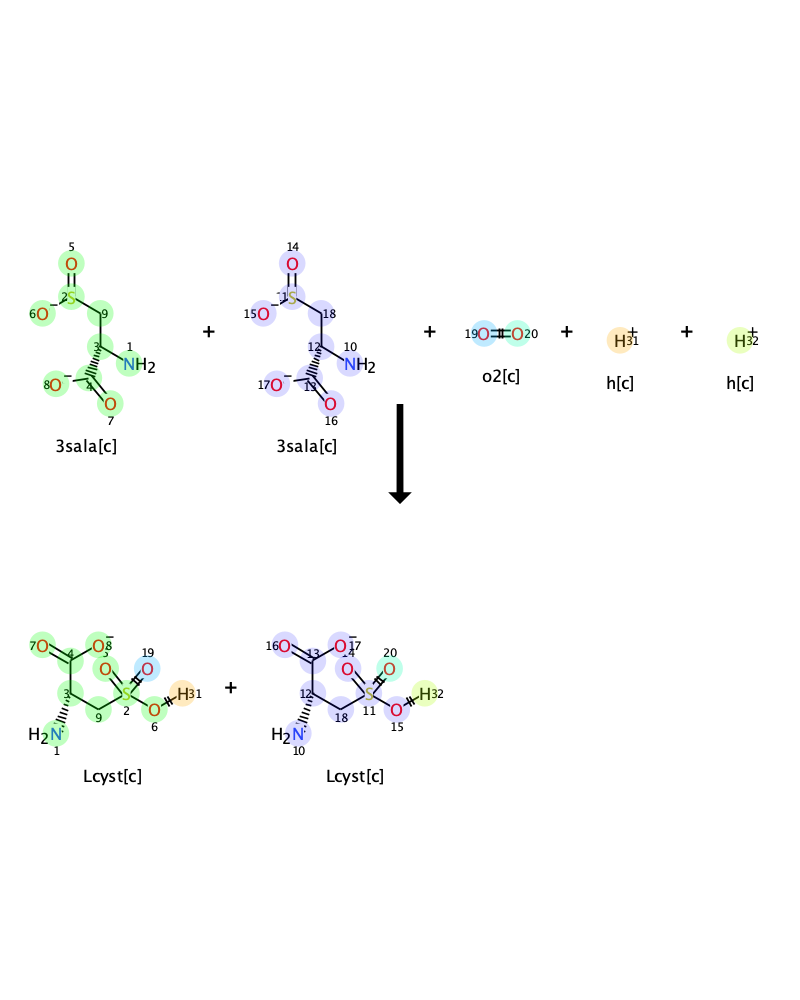 5 14
O O
6O⁻ 2S 9 15O⁻ 11S 18 + + +
3 1 NH2 12 10 NH2 + 19O O20 H⁺31 H⁺32
8O⁻ 4 17O⁻ 13 o2[c] h[c] h[c]
O O
7 16
3sala[c] 3sala[c]
7O 4 O⁻8 5 19 16O 13 O⁻17 14 20
O O O O
3 S H31 + 12 S H32
9 2 O 18 11 O
H2N 6 H2N 15
1 10
Lcyst[c] Lcyst[c]